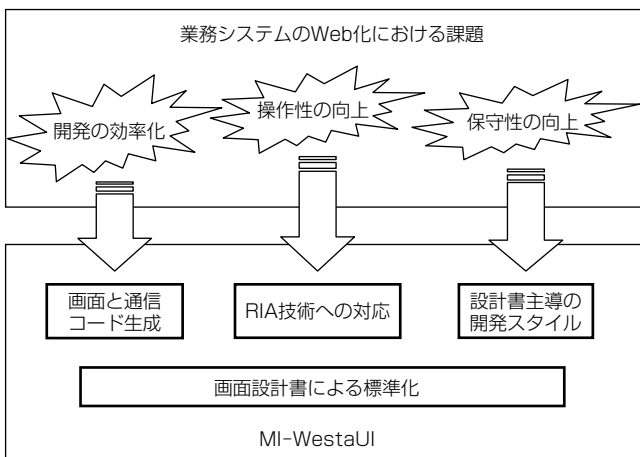 業務システムのWeb化における課題
開発の効率化
操作性の向上
保守性の向上
画面と通信
コード生成
RIA技術への対応
設計書主導の
開発スタイル
画面設計書による標準化
MI-WestaUI